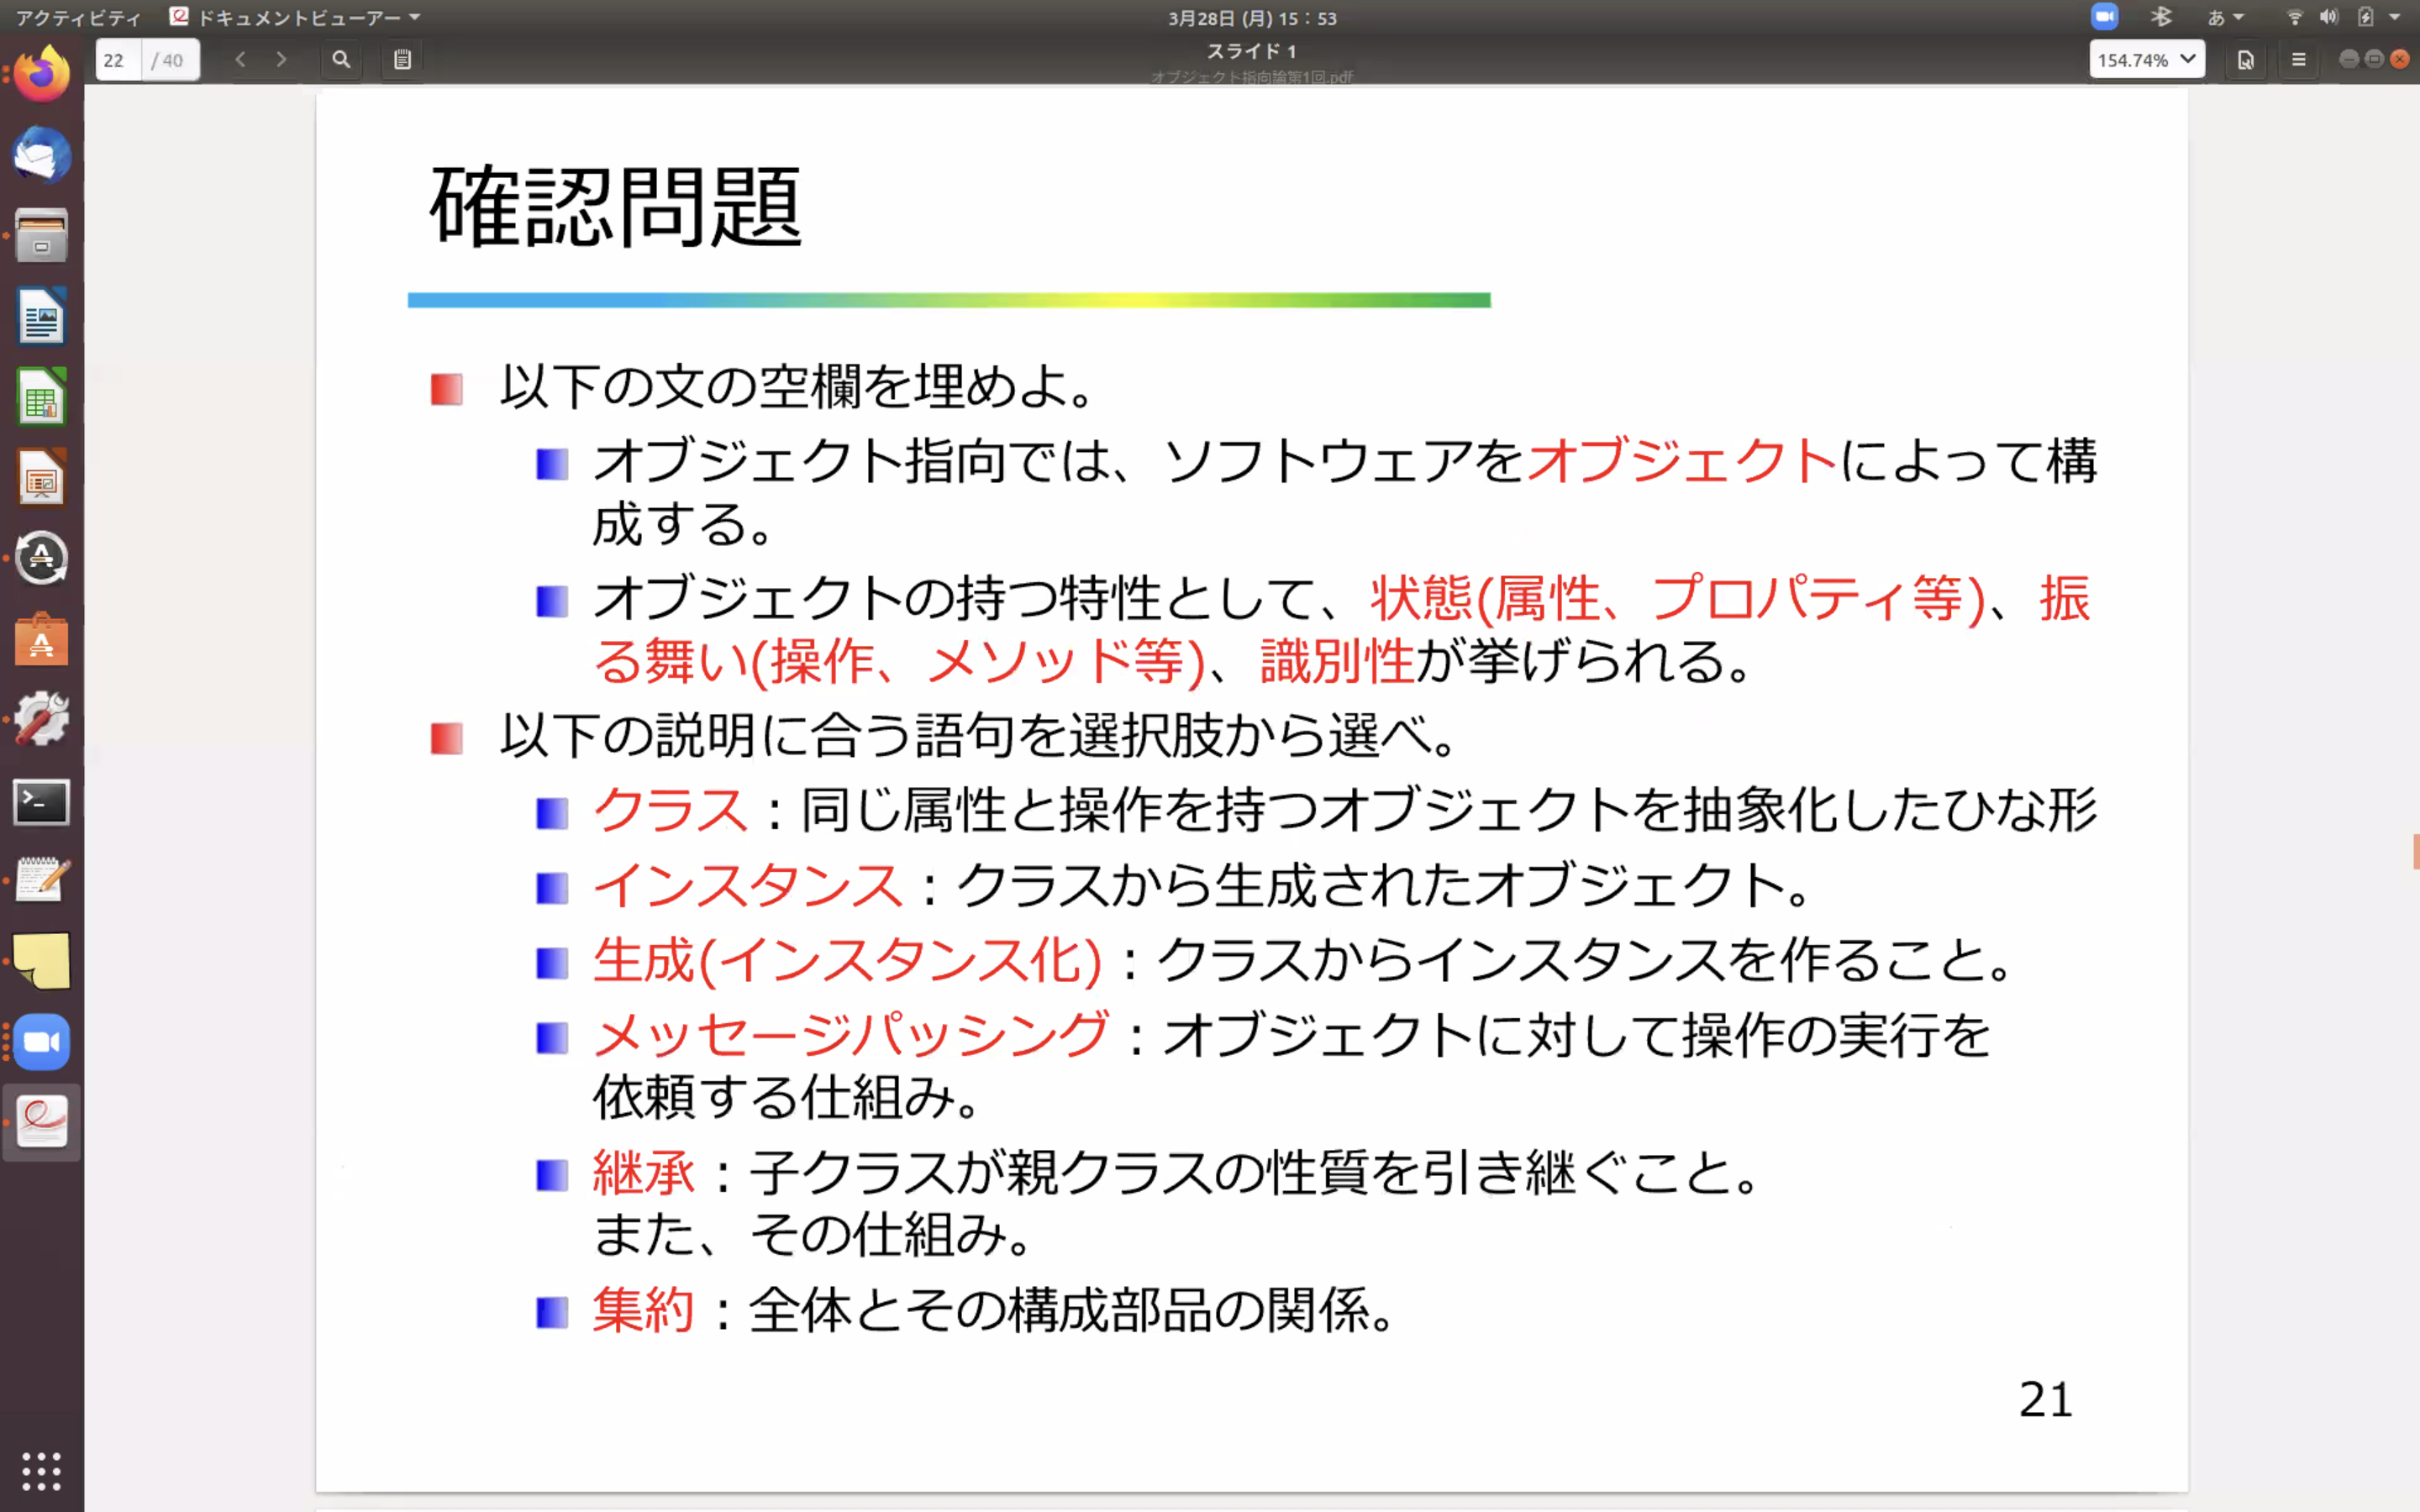 アクティビティ
ドキュメントビューアー
3月28日 (月) 15：53
あ
22 / 40
スライド 1
オブジェクト指向論第1回.pdf
154.74%
確認問題
以下の文の空欄を埋めよ。
オブジェクト指向では、ソフトウェアをオブジェクトによって構
成する。
オブジェクトの持つ特性として、状態(属性、プロパティ等)、振
る舞い(操作、メソッド等)、識別性が挙げられる。
以下の説明に合う語句を選択肢から選べ。
クラス：同じ属性と操作を持つオブジェクトを抽象化したひな形
インスタンス：クラスから生成されたオブジェクト。
生成(インスタンス化)：クラスからインスタンスを作ること。
メッセージパッシング：オブジェクトに対して操作の実行を
依頼する仕組み。
継承：子クラスが親クラスの性質を引き継ぐこと。
また、その仕組み。
集約：全体とその構成部品の関係。
21